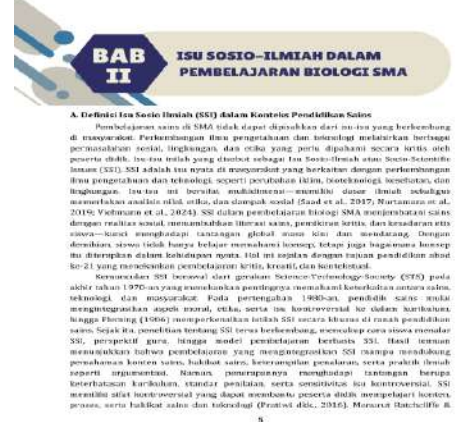 BAB
II
ISU SOSIO-ILMIAH DALAM
PEMBELAJARAN BIOLOGI SMA
A. Definisi Isu Sosio Ilmiah (SSI) dalam Konteks Pendidikan Sains
Pembelajaran sains di SMA tidak dapat dipisahkan dari isu-isu yang berkembang
di masyarakat. Perkembangan ilmu pengetahuan dan teknologi melahirkan berbagai
permasalahan sosial, lingkungan, dan etika yang perlu dipahami secara kritis oleh
peserta didik. Isu-isu inilah yang disebut sebagai Isu Sosio-Ilmiah atau Socio-Scientific
Issues (SSI). SSI adalah isu nyata di masyarakat yang berkaitan dengan perkembangan
ilmu pengetahuan dan teknologi, seperti perubahan iklim, bioteknologi, kesehatan, dan
lingkungan. Isu-isu ini bersifat multidimensi—memiliki dasar ilmiah sekaligus
memerlukan analisis nilai, etika, dan dampak sosial (Saad et al., 2017; Nurtamara et al.,
2019; Viehmann et al., 2024). SSI dalam pembelajaran biologi SMA menjembatani sains
dengan realitas sosial, menumbuhkan literasi sains, pemikiran kritis, dan kesadaran etis
siswa—kunci menghadapi tantangan global masa kini dan mendatang. Dengan
demikian, siswa tidak hanya belajar memahami konsep, tetapi juga bagaimana konsep
itu diterapkan dalam kehidupan nyata. Hal ini sejalan dengan tujuan pendidikan abad
ke-21 yang menekankan pembelajaran kritis, kreatif, dan kontekstual.
Kemunculan SSI berawal dari gerakan Science-Technology-Society (STS) pada
akhir tahun 1970-an yang menekankan pentingnya memahami keterkaitan antara sains,
teknologi, dan masyarakat. Pada pertengahan 1980-an, pendidik sains mulai
mengintegrasikan aspek moral, etika, serta isu kontroversial ke dalam kurikulum,
hingga Fleming (1986) memperkenalkan istilah SSI secara khusus di ranah pendidikan
sains. Sejak itu, penelitian tentang SSI terus berkembang, mencakup cara siswa menalar
SSI, perspektif guru, hingga model pembelajaran berbasis SSI. Hasil temuan
menunjukkan bahwa pembelajaran yang mengintegrasikan SSI mampu mendukung
pemahaman konten sains, hakikat sains, keterampilan penalaran, serta praktik ilmiah
seperti argumentasi. Namun, penerapannya menghadapi tantangan berupa
keterbatasan kurikulum, standar penilaian, serta sensitivitas isu kontroversial. SSI
memiliki sifat kontroversial yang dapat membantu peserta didik mempelajari konten,
proses, serta hakikat sains dan teknologi (Pratiwi dkk., 2016). Menurut Ratchcliffe &
5